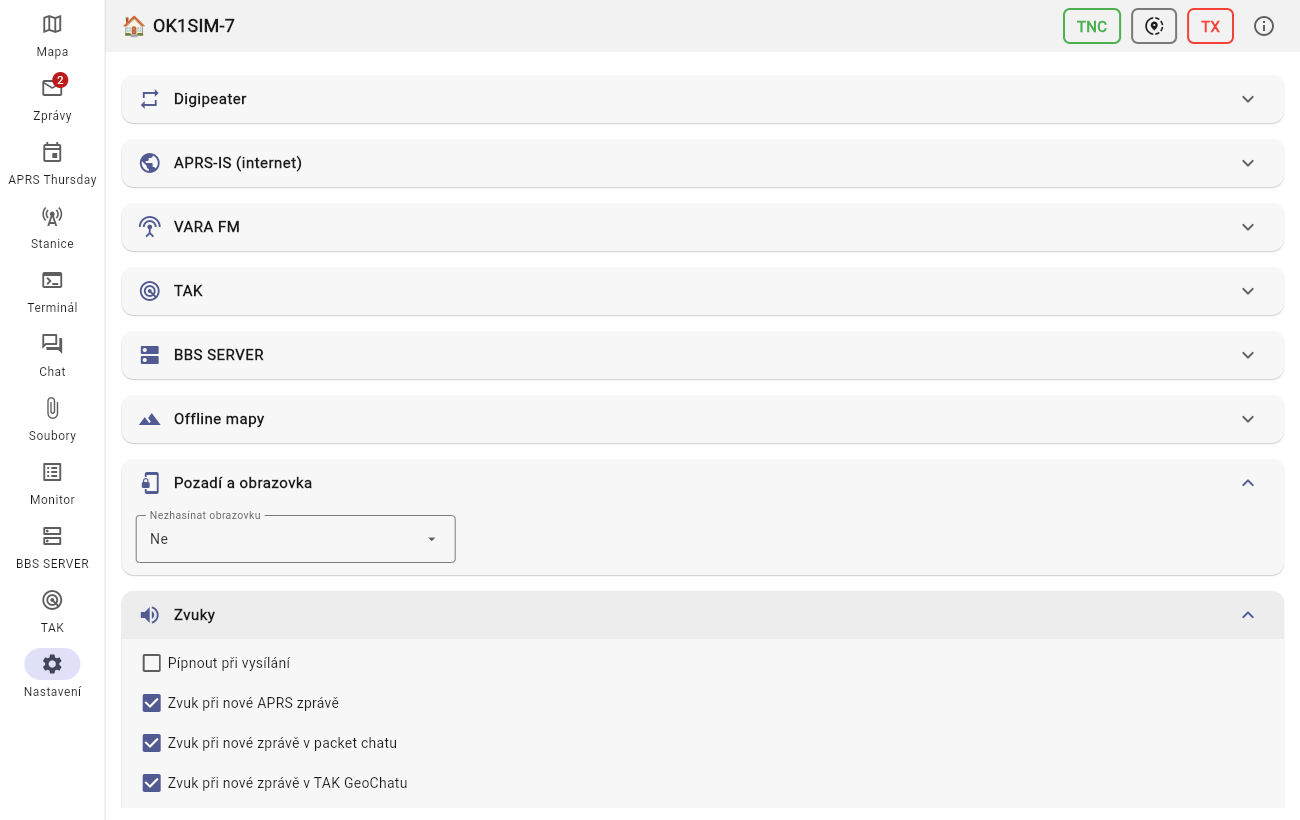 OK1SIM-7
TNC
TX
Mapa
2
Zprávy
APRS Thursday
Stanice
Terminál
Chat
Soubory
Monitor
BBS SERVER
TAK
Nastavení
Digipeater
APRS-IS (internet)
VARA FM
TAK
BBS SERVER
Offline mapy
Pozadí a obrazovka
Nezhasínat obrazovku
Ne
Zvuky
Pípnout při vysílání
Zvuk při nové APRS zprávě
Zvuk při nové zprávě v packet chatu
Zvuk při nové zprávě v TAK GeoChatu